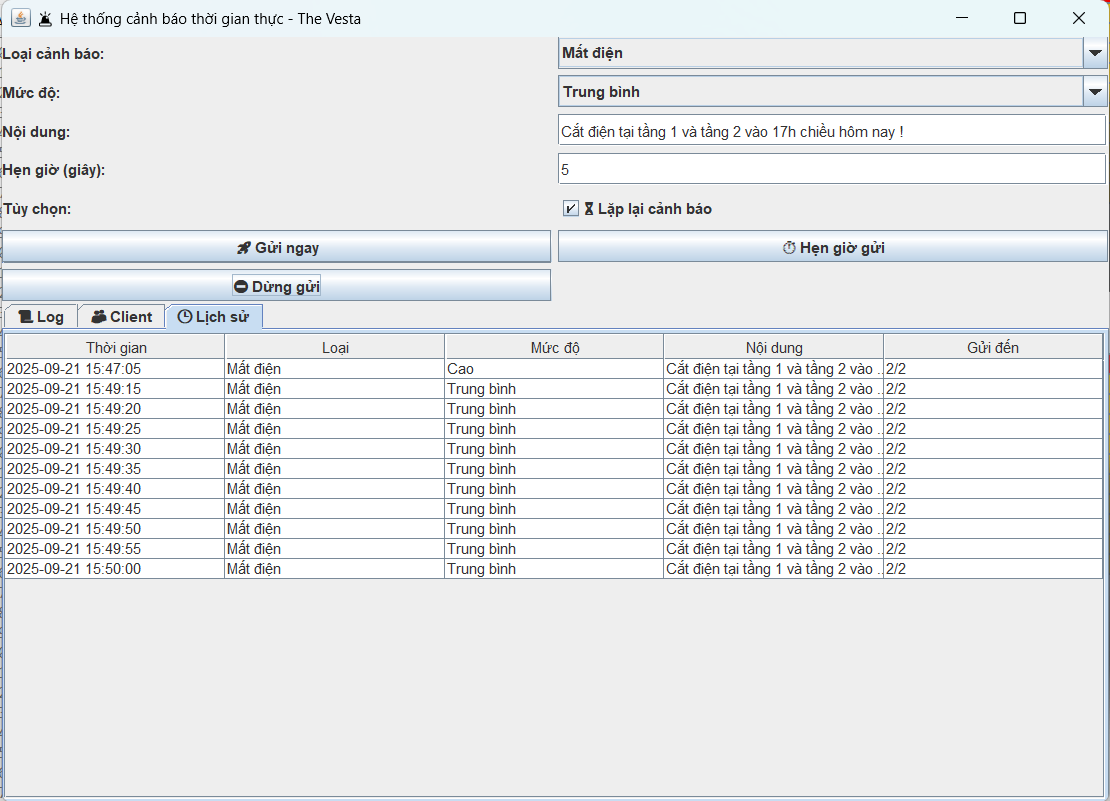 Hệ thống cảnh báo thời gian thực - The Vesta
Loại cảnh báo: Mất điện
Mức độ: Trung bình
Nội dung: Cắt điện tại tầng 1 và tầng 2 vào 17h chiều hôm nay !
Hẹn giờ (giây): 5
Tùy chọn: Lặp lại cảnh báo
Gửi ngay Hẹn giờ gửi
Dừng gửi
Log Client Lịch sử
Thời gian Loại Mức độ Nội dung Gửi đến
2025-09-21 15:47:05 Mất điện Cao Cắt điện tại tầng 1 và tầng 2 vào ... 2/2
2025-09-21 15:49:15 Mất điện Trung bình Cắt điện tại tầng 1 và tầng 2 vào ... 2/2
2025-09-21 15:49:20 Mất điện Trung bình Cắt điện tại tầng 1 và tầng 2 vào ... 2/2
2025-09-21 15:49:25 Mất điện Trung bình Cắt điện tại tầng 1 và tầng 2 vào ... 2/2
2025-09-21 15:49:30 Mất điện Trung bình Cắt điện tại tầng 1 và tầng 2 vào ... 2/2
2025-09-21 15:49:35 Mất điện Trung bình Cắt điện tại tầng 1 và tầng 2 vào ... 2/2
2025-09-21 15:49:40 Mất điện Trung bình Cắt điện tại tầng 1 và tầng 2 vào ... 2/2
2025-09-21 15:49:45 Mất điện Trung bình Cắt điện tại tầng 1 và tầng 2 vào ... 2/2
2025-09-21 15:49:50 Mất điện Trung bình Cắt điện tại tầng 1 và tầng 2 vào ... 2/2
2025-09-21 15:49:55 Mất điện Trung bình Cắt điện tại tầng 1 và tầng 2 vào ... 2/2
2025-09-21 15:50:00 Mất điện Trung bình Cắt điện tại tầng 1 và tầng 2 vào ... 2/2